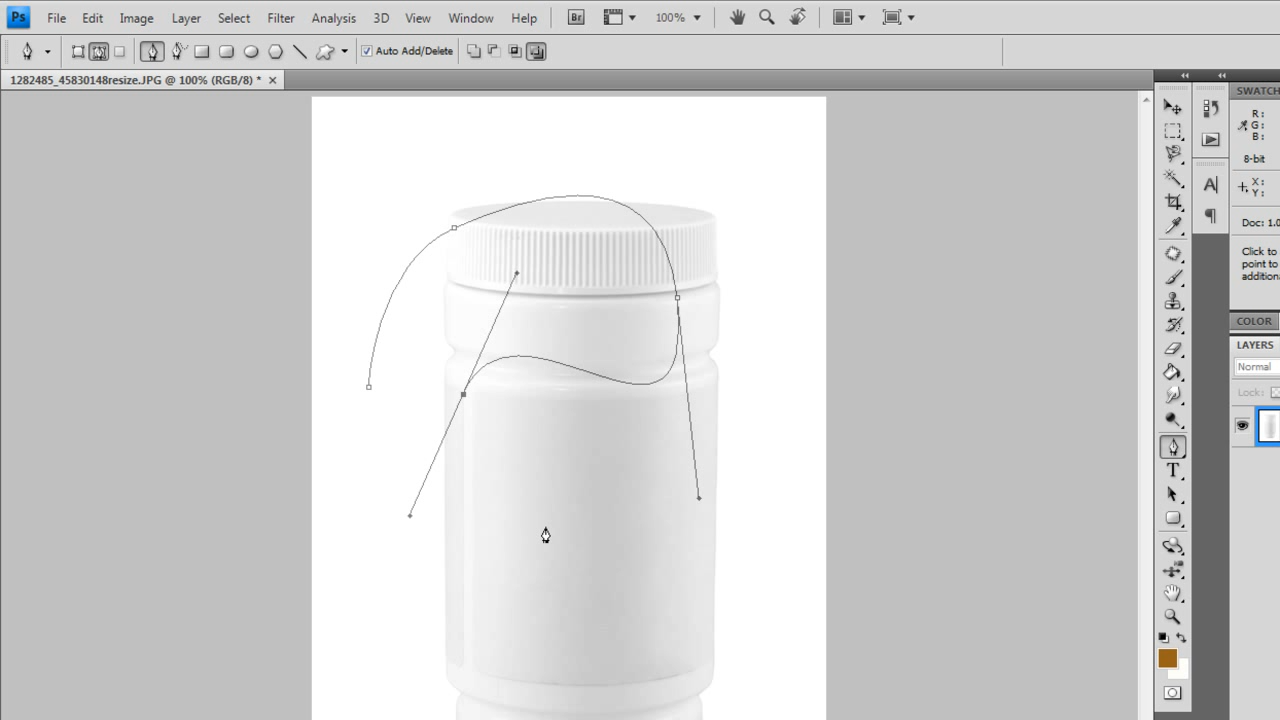 Ps File Edit Image Layer Select Filter Analysis 3D View Window Help Br 100%
Auto Add/Delete
1282485_45830148resize.JPG @ 100% (RGB/8) * ×
SWATCH
R:
G:
B:
8-bit
X:
Y:
Doc: 1.0
Click to
point to
additiona
COLOR
LAYERS
Normal
Lock:
A
T